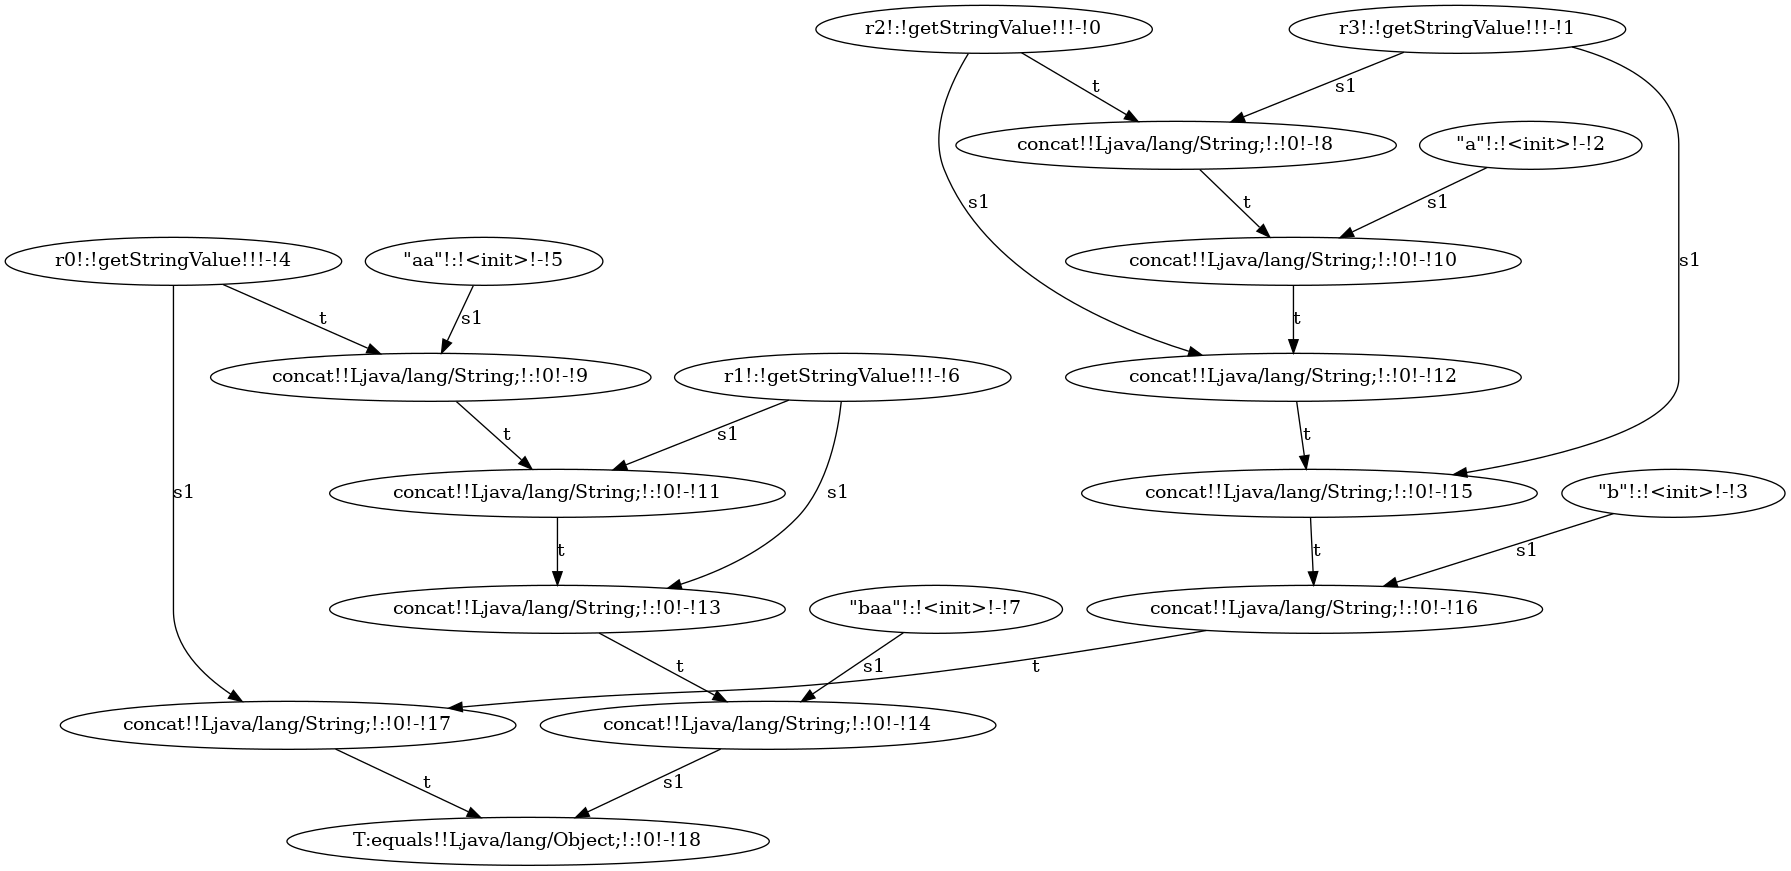 r2!:!getStringValue!!!-!0
r3!:!getStringValue!!!-!1
t
s1
concat!!Ljava/lang/String;!:!0!-!8
"a"!:!<init>!-!2
s1
t
s1
r0!:!getStringValue!!!-!4
"aa"!:!<init>!-!5
concat!!Ljava/lang/String;!:!0!-!10
s1
t
s1
t
concat!!Ljava/lang/String;!:!0!-!9
r1!:!getStringValue!!!-!6
concat!!Ljava/lang/String;!:!0!-!12
t
s1
t
s1
concat!!Ljava/lang/String;!:!0!-!11
s1
concat!!Ljava/lang/String;!:!0!-!15
"b"!:!<init>!-!3
t
t
s1
concat!!Ljava/lang/String;!:!0!-!13
"baa"!:!<init>!-!7
concat!!Ljava/lang/String;!:!0!-!16
t
s1
t
concat!!Ljava/lang/String;!:!0!-!17
concat!!Ljava/lang/String;!:!0!-!14
t
s1
T:equals!!Ljava/lang/Object;!:!0!-!18